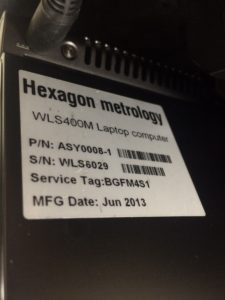 Hexagon metrology
WLS400M Laptop computer
P/N: ASY0008-1
S/N: WLS6029
Service Tag:BGFM4S1
MFG Date: Jun 2013